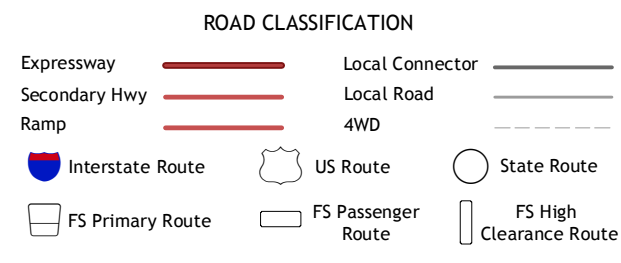 ROAD CLASSIFICATION
Expressway
Local Connector
Secondary Hwy
Local Road
Ramp
4WD
Interstate Route
US Route
State Route
FS Primary Route
FS Passenger
Route
FS High
Clearance Route